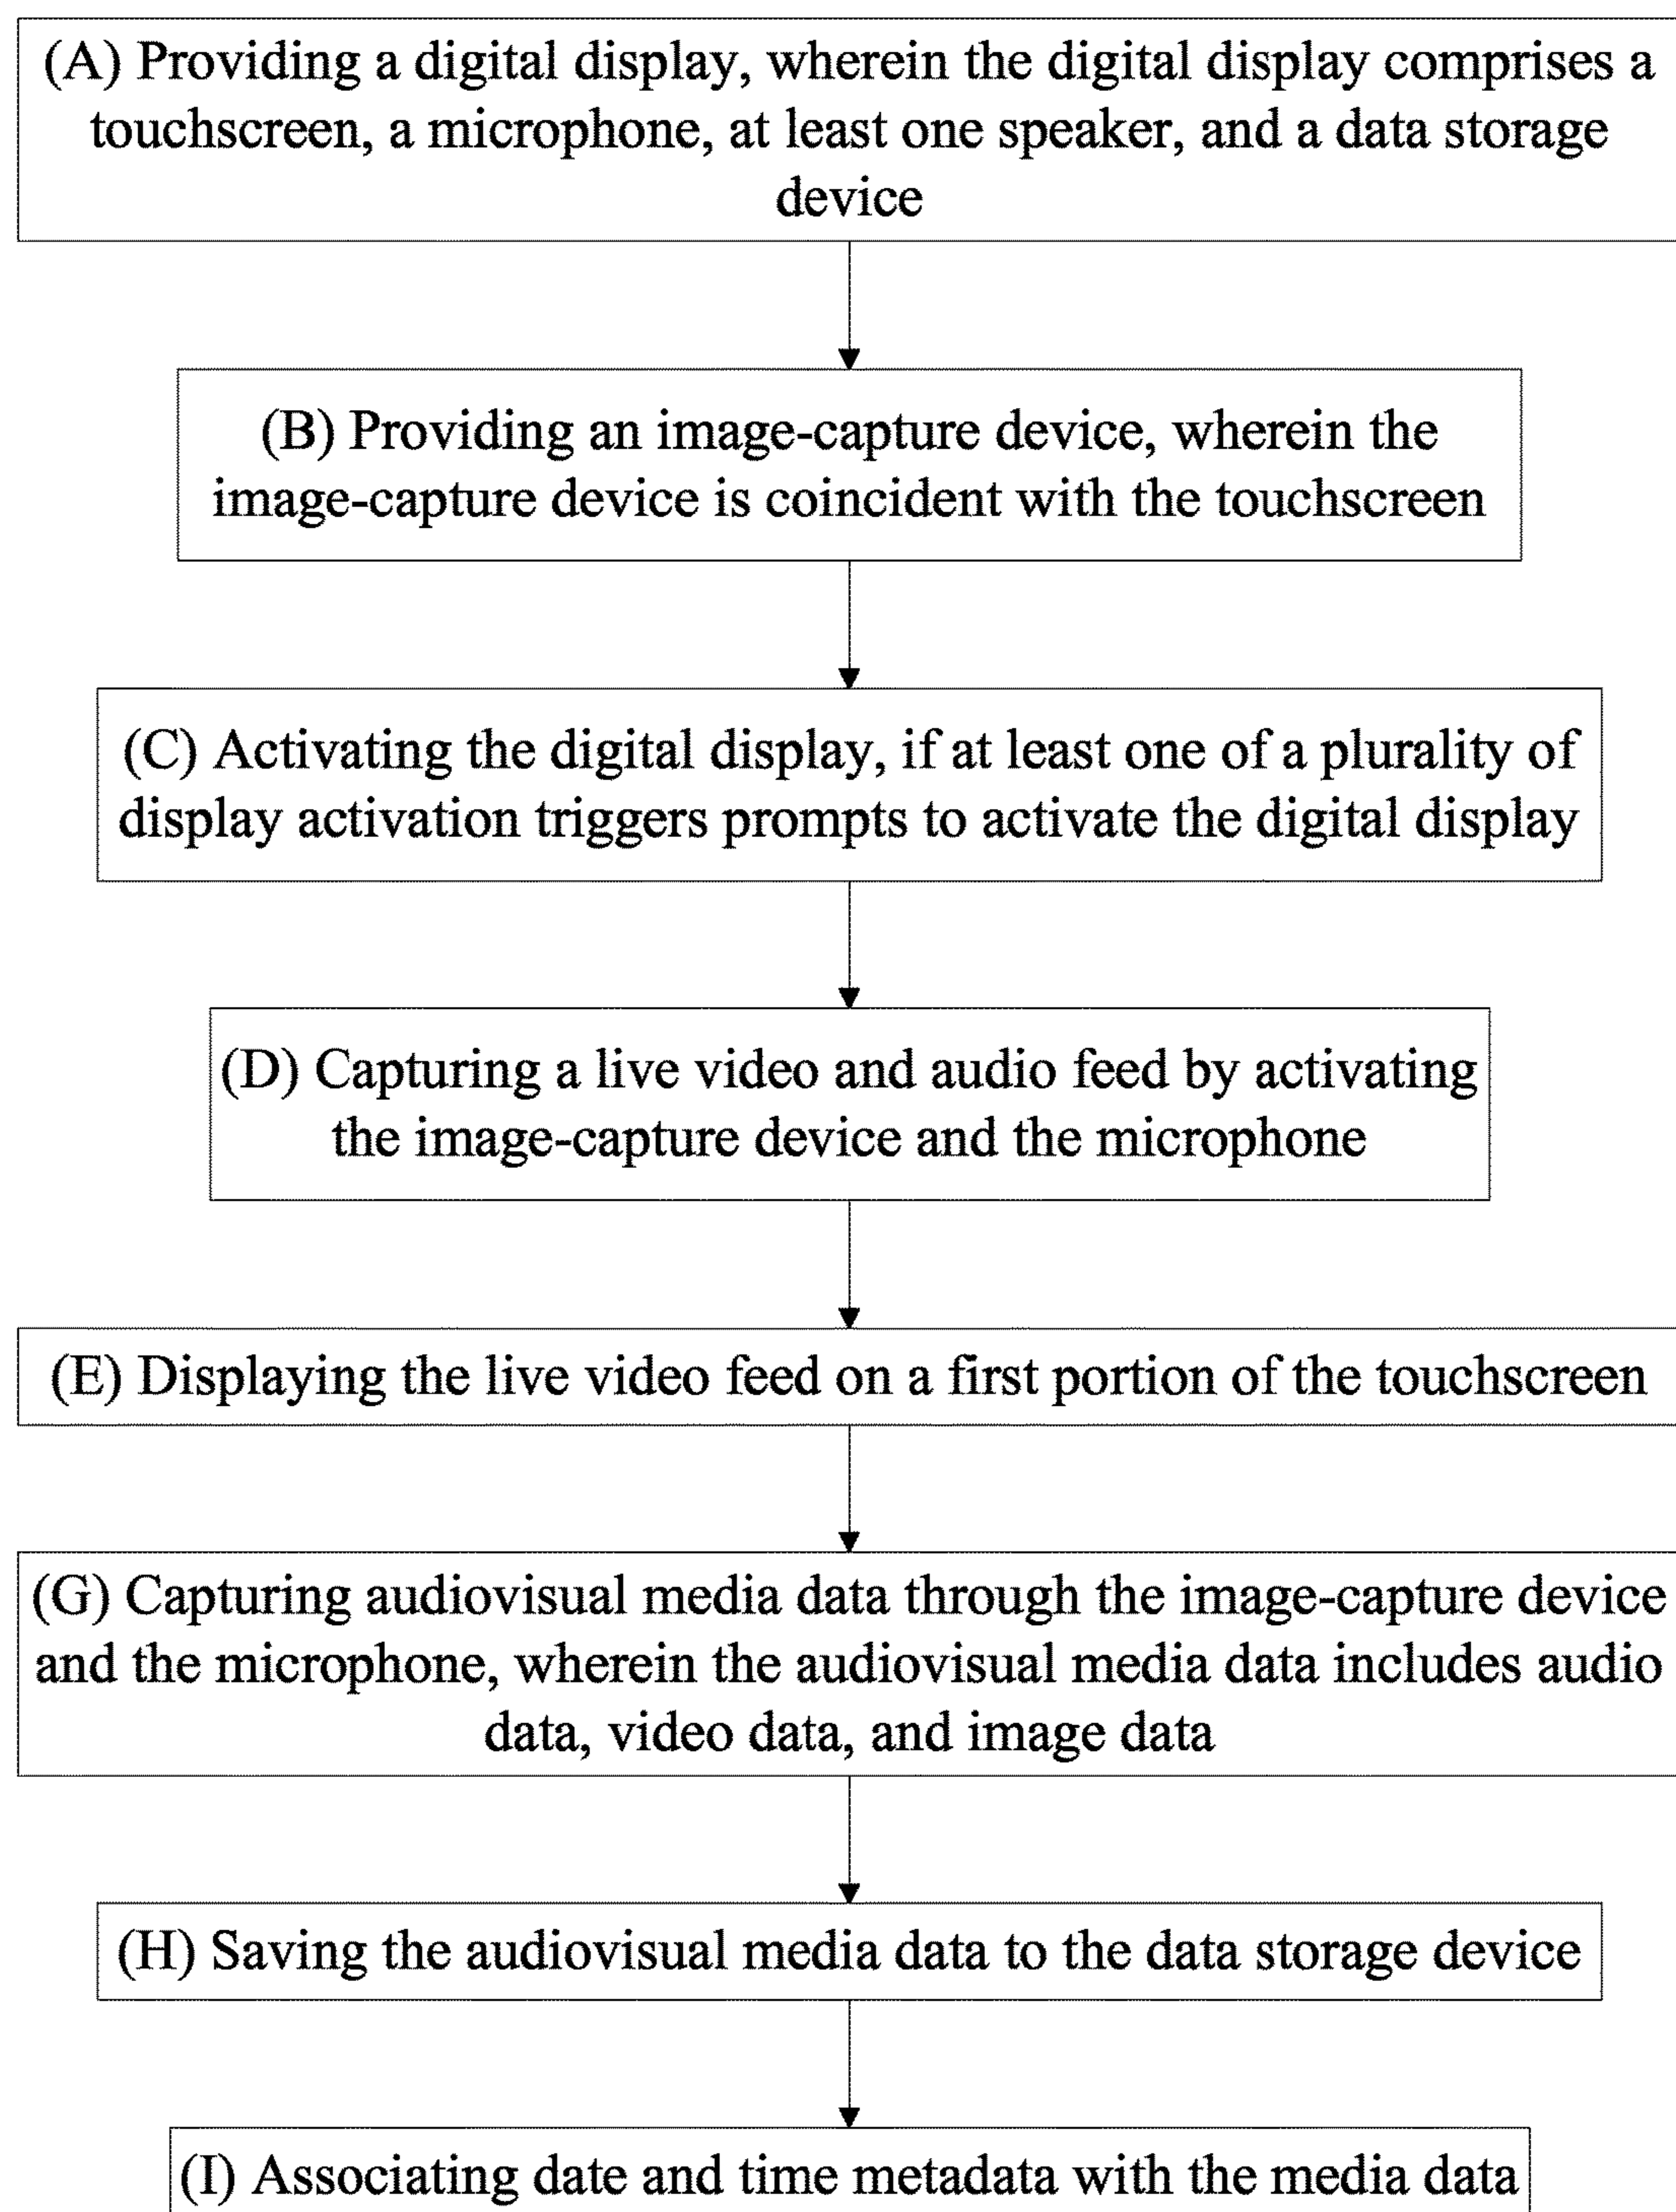 (A) Providing a digital display, wherein the digital display comprises a
touchscreen, a microphone, at least one speaker, and a data storage
device
(B) Providing an image-capture device, wherein the
image-capture device is coincident with the touchscreen
(C) Activating the digital display, if at least one of a plurality of
display activation triggers prompts to activate the digital display
(D) Capturing a live video and audio feed by activating
the image-capture device and the microphone
(E) Displaying the live video feed on a first portion of the touchscreen
(G) Capturing audiovisual media data through the image-capture device
and the microphone, wherein the audiovisual media data includes audio
data, video data, and image data
(H) Saving the audiovisual media data to the data storage device
(I) Associating date and time metadata with the media data